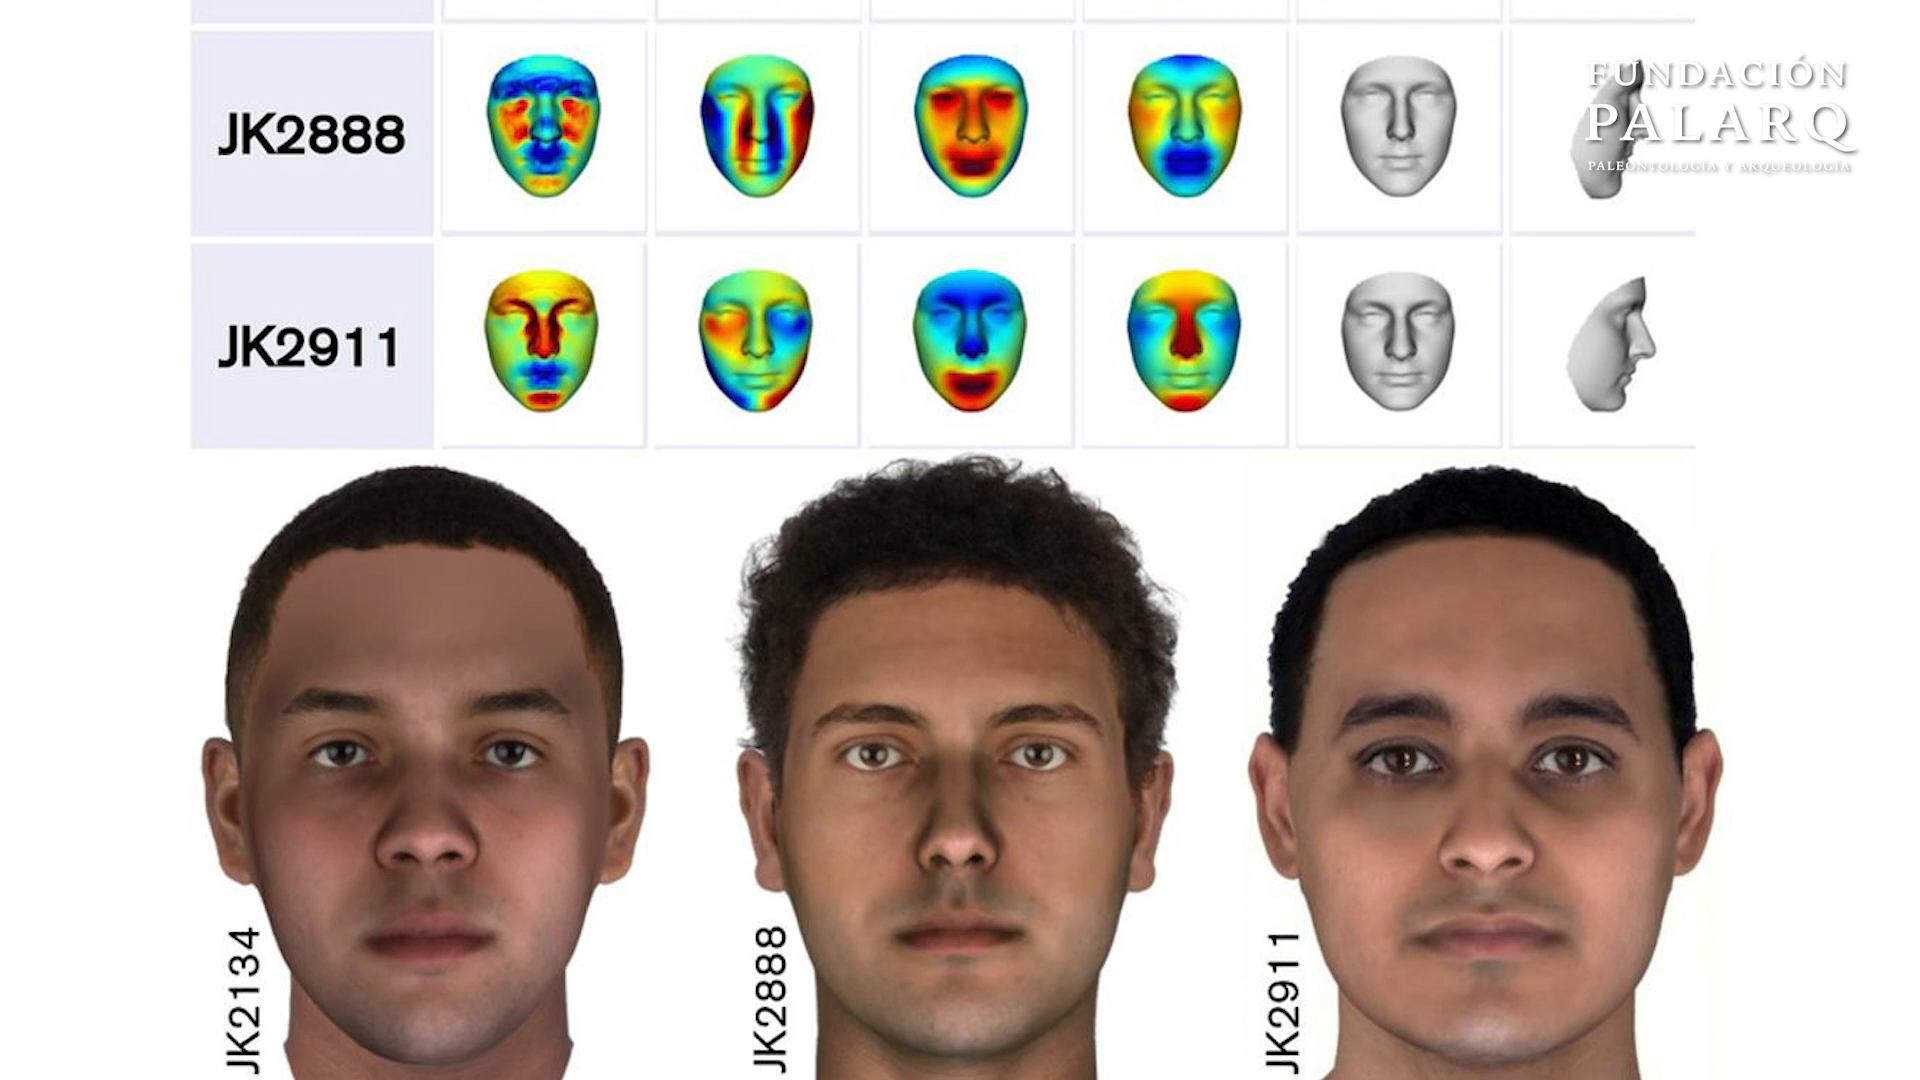 JK2888
FUNDACIÓN
PALARQ
PALEONTOLOGÍA Y ARQUEOLOGÍA
JK2911
JK2134
JK2888
JK2911